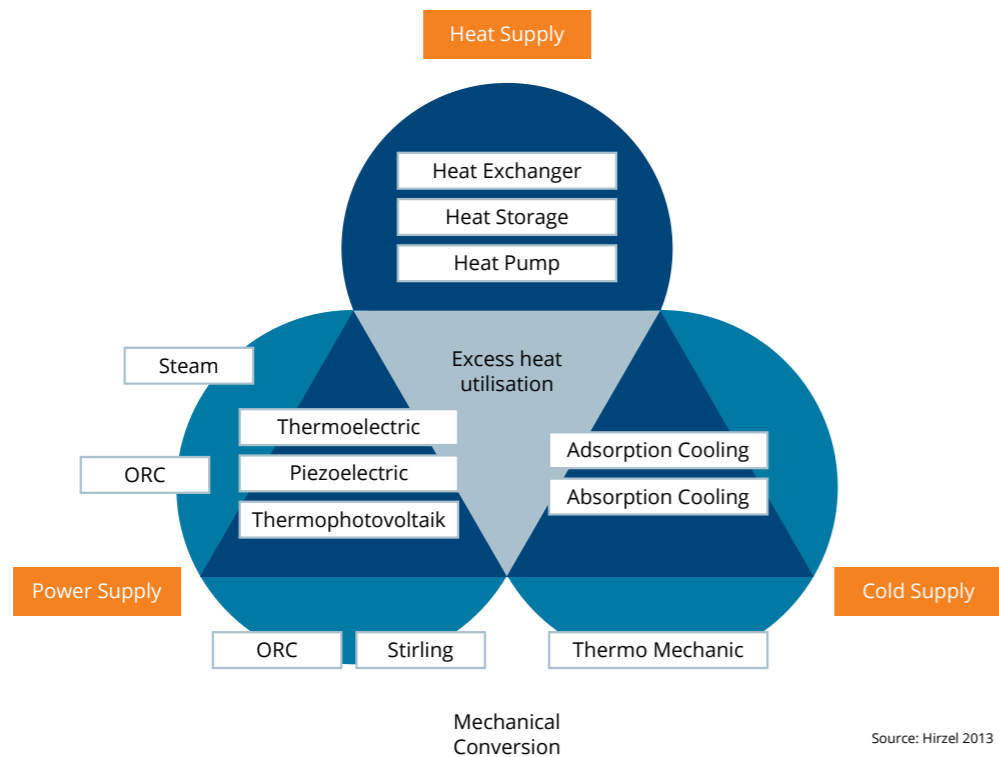 Heat Supply
Heat Exchanger
Heat Storage
Heat Pump
Excess heat
utilisation
Steam
Thermoelectric
ORC
Piezoelectric
Thermophotovoltaik
Adsorption Cooling
Absorption Cooling
Power Supply
Cold Supply
ORC
Stirling
Thermo Mechanic
Mechanical
Conversion
Source: Hirzel 2013